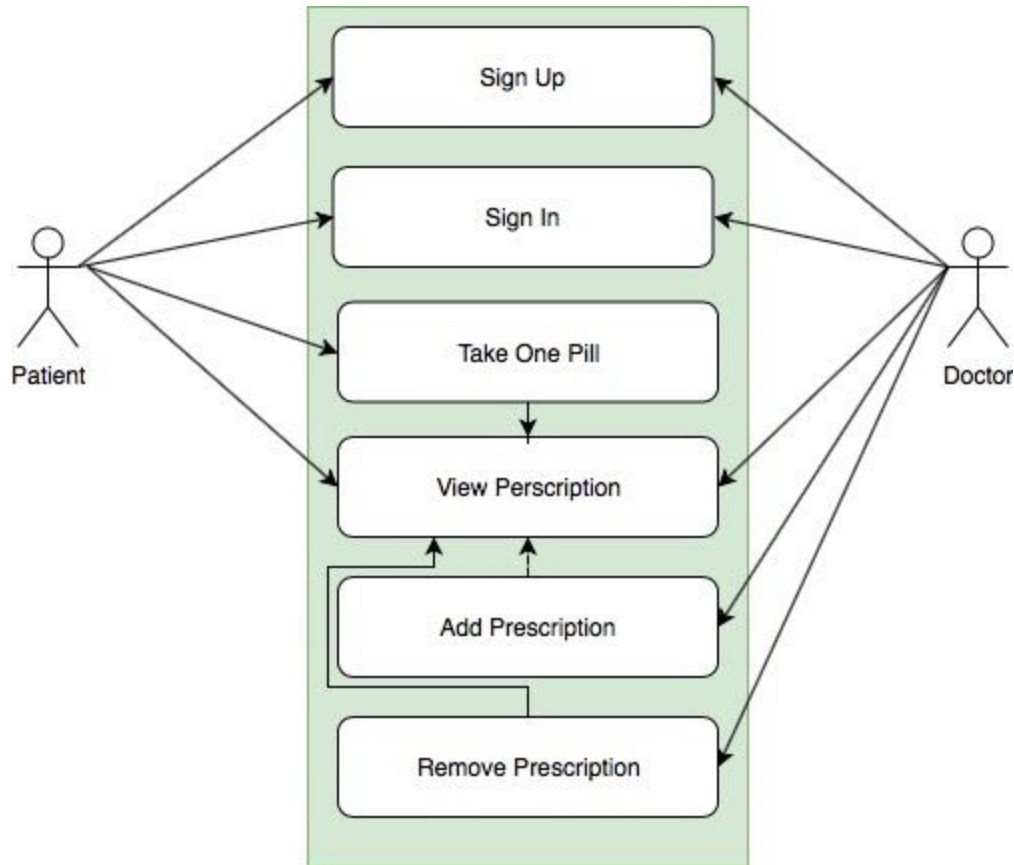 Sign Up
Sign In
Patient
Take One Pill
Doctor
View Perscription
Add Prescription
Remove Prescription